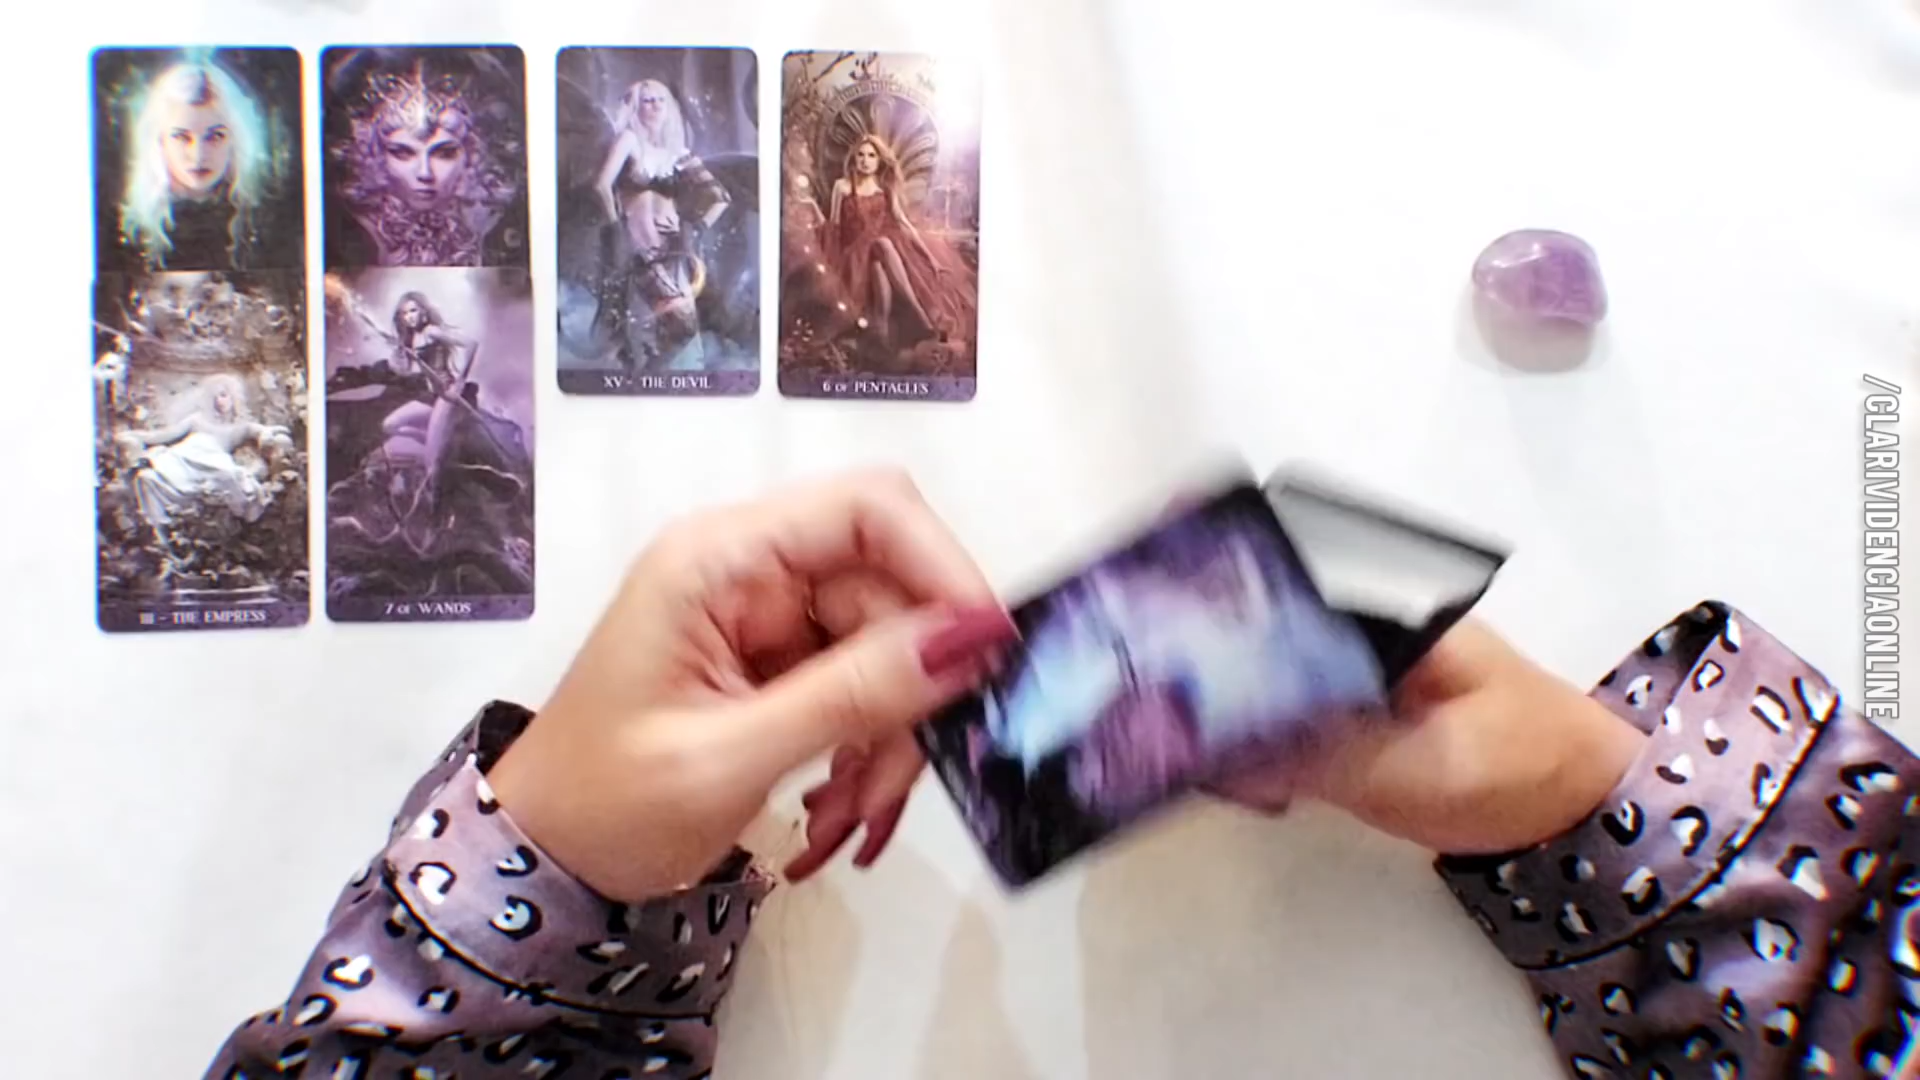 XV - THE DEVIL
6 OF PENTACLES
III - THE EMPRESS
7 OF WANDS
/CLARIVIDENCIAONLINE